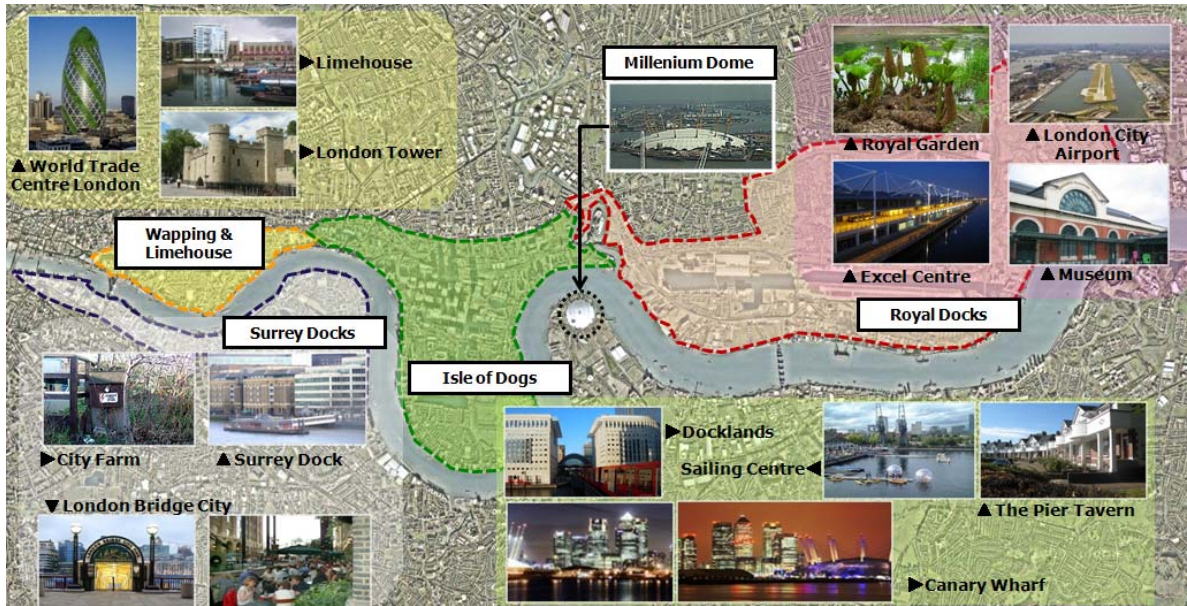 ▶Limehouse
▶London Tower
▲World Trade
Centre London
Millenium Dome
▲Royal Garden
▲London City
Airport
▲Excel Centre
▲Museum
Wapping &
Limehouse
Surrey Docks
Royal Docks
Isle of Dogs
▶City Farm
▲Surrey Dock
▼London Bridge City
▶Docklands
Sailing Centre◀
▲The Pier Tavern
▶Canary Wharf